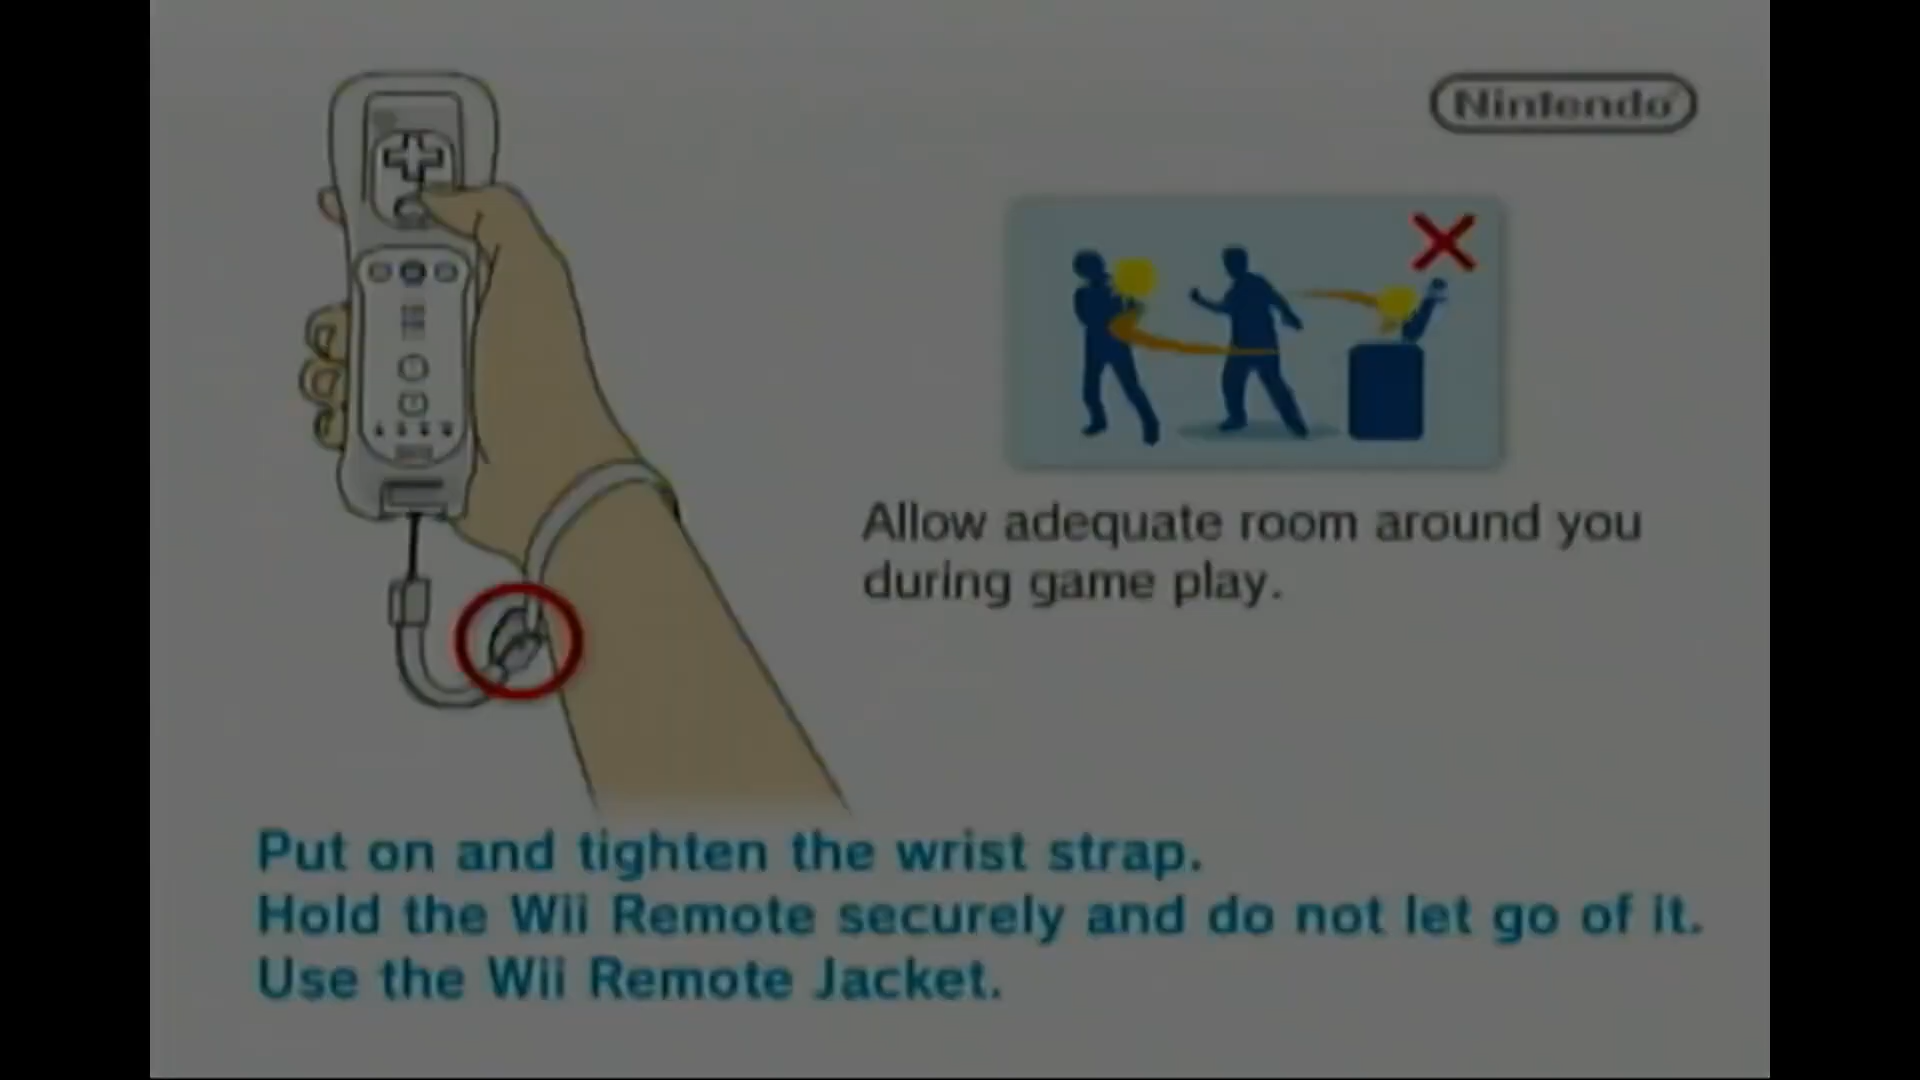 Nintendo
Allow adequate room around you
during game play.
Put on and tighten the wrist strap.
Hold the Wii Remote securely and do not let go of it.
Use the Wii Remote Jacket.